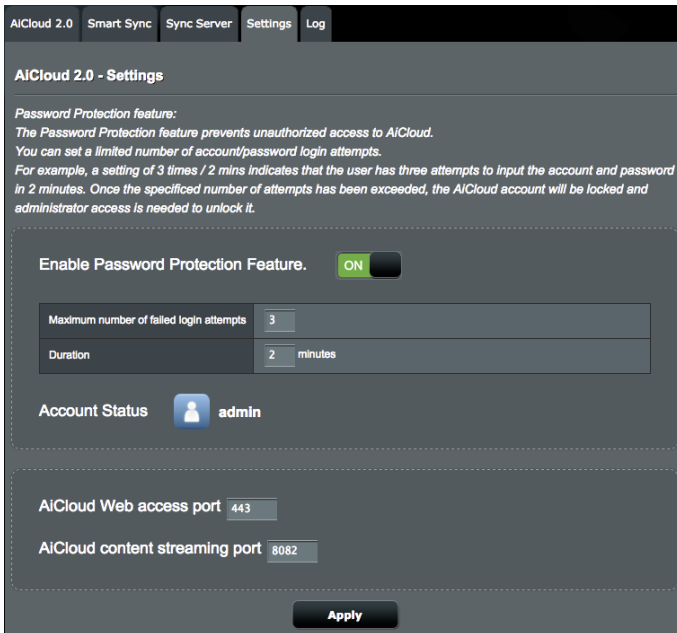 AiCloud 2.0 Smart Sync Sync Server Settings Log
AiCloud 2.0 - Settings
Password Protection feature:
The Password Protection feature prevents unauthorized access to AiCloud.
You can set a limited number of account/password login attempts.
For example, a setting of 3 times / 2 mins indicates that the user has three attempts to input the account and password
in 2 minutes. Once the specificed number of attempts has been exceeded, the AiCloud account will be locked and
administrator access is needed to unlock it.
Enable Password Protection Feature. ON
Maximum number of failed login attempts 3
Duration 2 minutes
Account Status admin
AiCloud Web access port 443
AiCloud content streaming port 8082
Apply